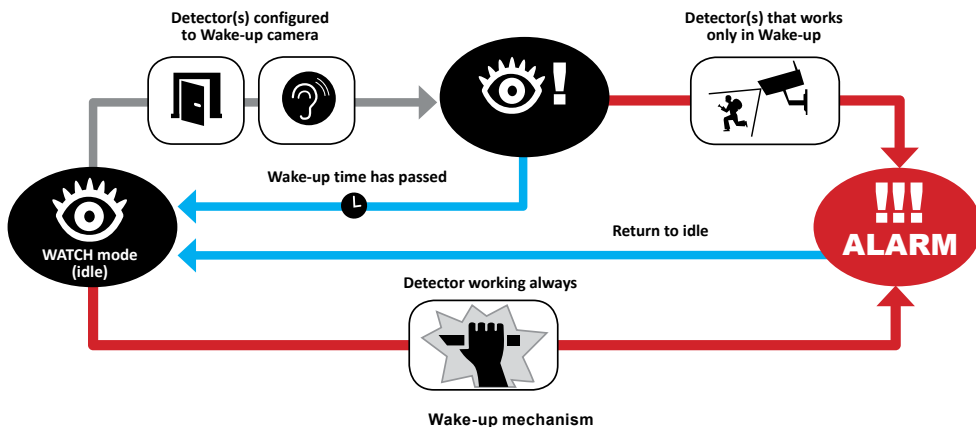 Detector(s) configured
to Wake-up camera
Detector(s) that works
only in Wake-up
!
Wake-up time has passed
WATCH mode
(idle)
Return to idle
!!!
ALARM
Detector working always
Wake-up mechanism